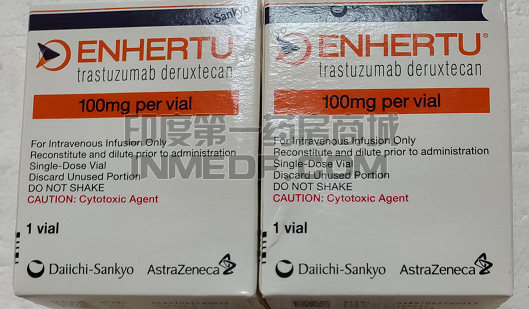 ENHERTU
trastuzumab deruxtecan
100mg per vial
For Intravenous Infusion Only
Reconstitute and dilute prior to administration
Single-Dose Vial
Discard Unused Portion
DO NOT SHAKE
CAUTION: Cytotoxic Agent
1 vial
Daiichi-Sankyo
AstraZeneca
ENHERTU®
trastuzumab deruxtecan
100mg per vial
For Intravenous Infusion Only
Reconstitute and dilute prior to administration
Single-Dose Vial
Discard Unused Portion
DO NOT SHAKE
CAUTION: Cytotoxic Agent
1 vial
Daiichi-Sankyo
AstraZeneca
印度第一药房商城
INMEDP.COM